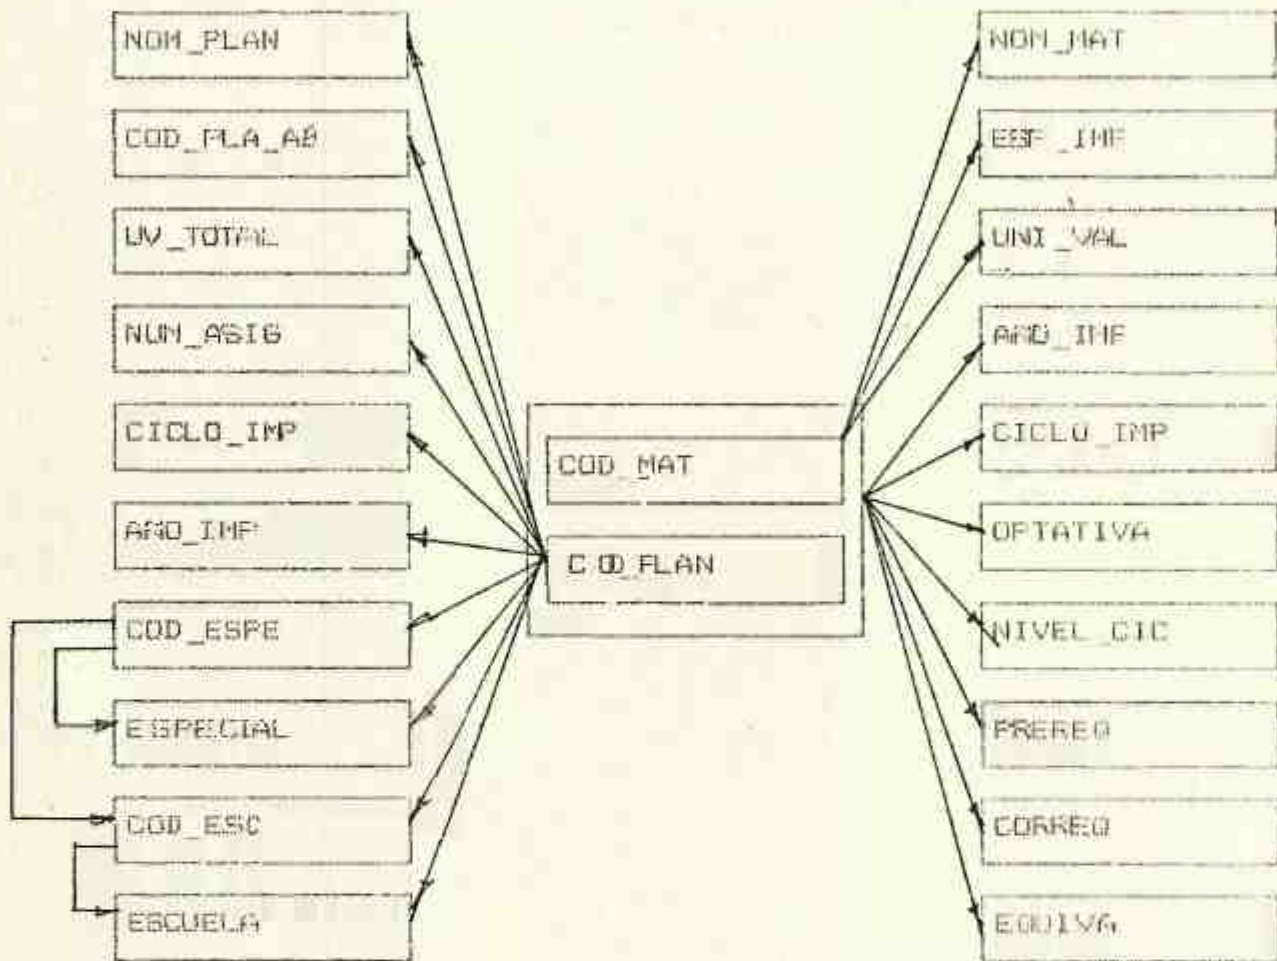 NOM_PLAN
COD_PLA_AB
UV_TOTAL
NUM_ASIG
CICLO_IMP
AÑO_IMP
COD_ESPE
ESPECIAL
COD_ESC
ESCUELA
COD_MAT
COD_PLAN
NOM_MAT
ESP_IMP
UNI_VAL
AÑO_IMP
CICLO_IMP
OPTATIVA
NIVEL_CIC
PREREQ
CORREQ
EQUIVA